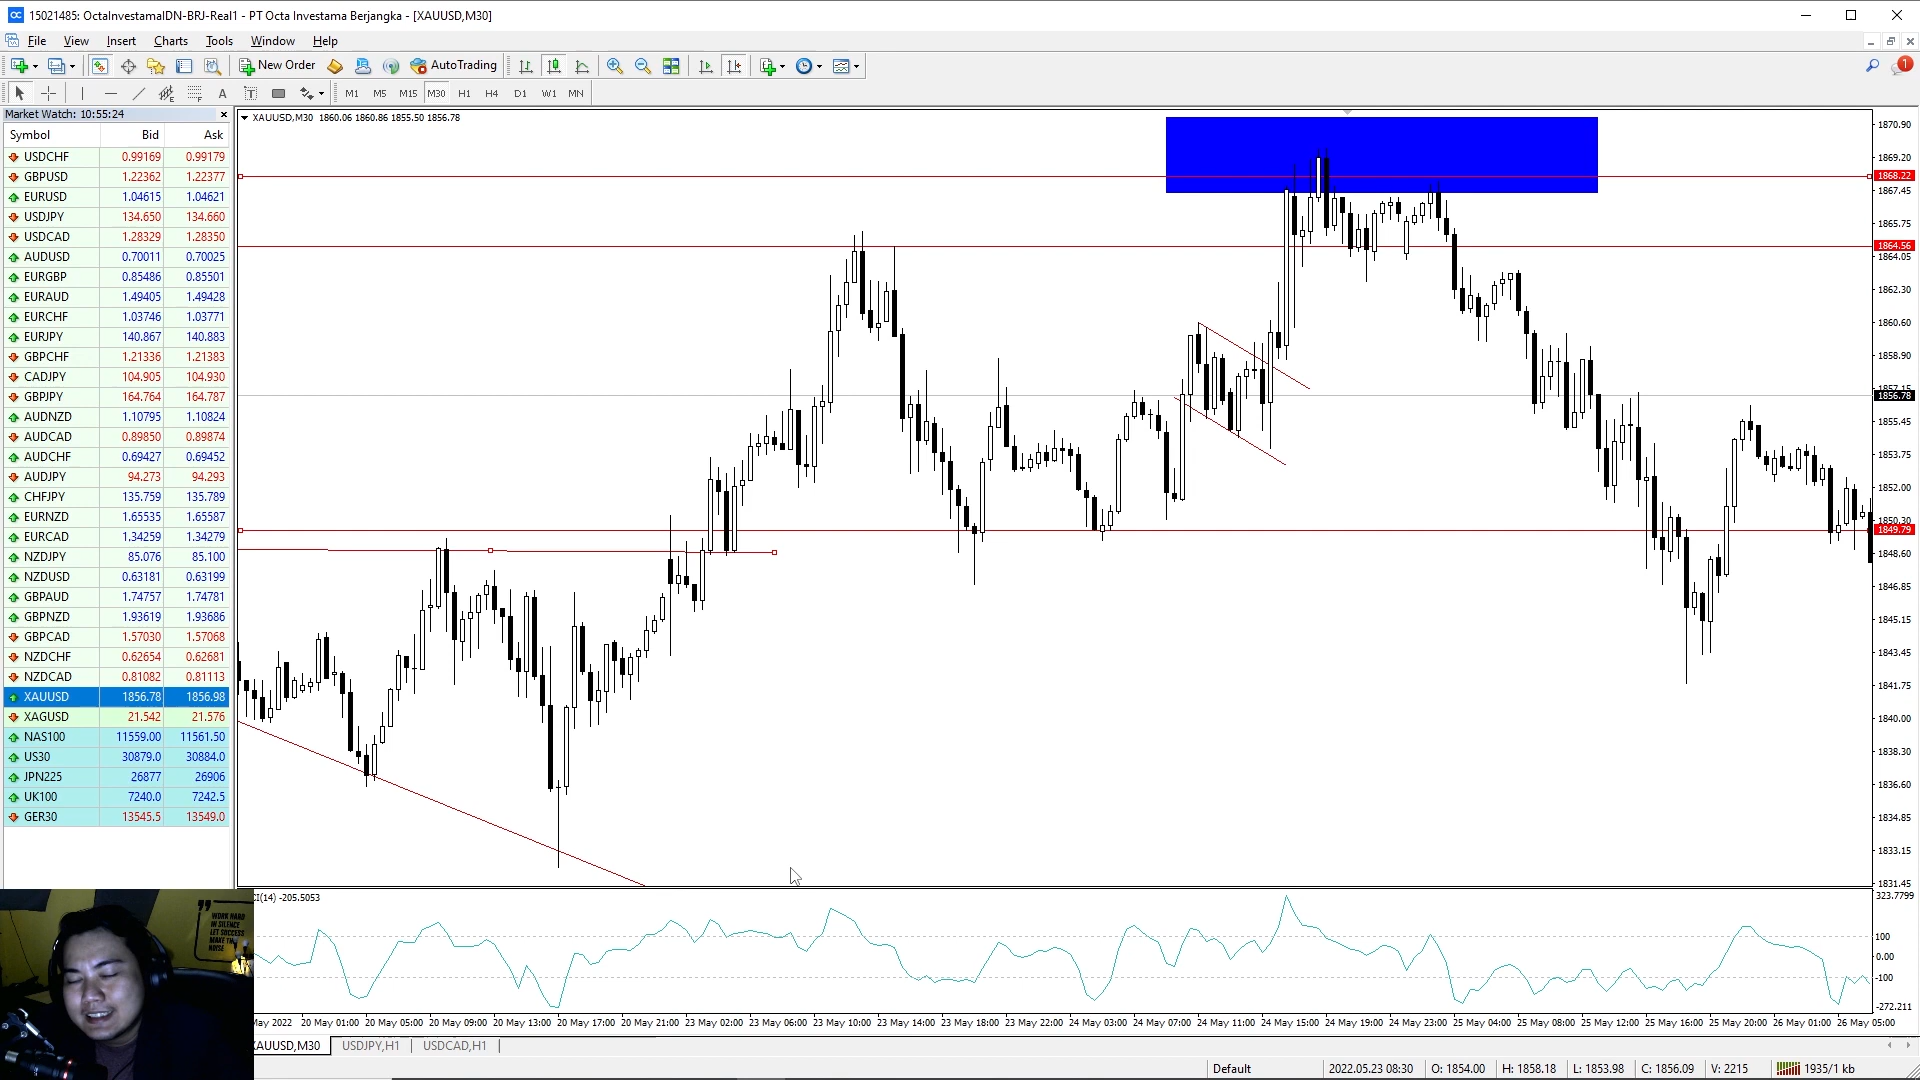 15021485: OctaInvestamaIDN-BRJ-Real1 - PT Octa Investama Berjangka - [XAUUSD,M30]
File View Insert Charts Tools Window Help
New Order AutoTrading
1
A T M1 M5 M15 M30 H1 H4 D1 W1 MN
Market Watch: 10:55:24
Symbol Bid Ask
USDCHF 0.99169 0.99179
GBPUSD 1.22362 1.22377
EURUSD 1.04615 1.04621
USDJPY 134.650 134.660
USDCAD 1.28329 1.28350
AUDUSD 0.70011 0.70025
EURGBP 0.85486 0.85501
EURAUD 1.49405 1.49428
EURCHF 1.03746 1.03771
EURJPY 140.867 140.883
GBPCHF 1.21336 1.21383
CADJPY 104.905 104.930
GBPJPY 164.764 164.787
AUDNZD 1.10795 1.10824
AUDCAD 0.89850 0.89874
AUDCHF 0.69427 0.69452
AUDJPY 94.273 94.293
CHFJPY 135.759 135.789
EURNZD 1.65535 1.65587
EURCAD 1.34259 1.34279
NZDJPY 85.076 85.100
NZDUSD 0.63181 0.63199
GBPAUD 1.74757 1.74781
GBPNZD 1.93619 1.93686
GBPCAD 1.57030 1.57068
NZDCHF 0.62654 0.62681
NZDCAD 0.81082 0.81113
XAUUSD 1856.78 1856.98
XAGUSD 21.542 21.576
NAS100 11559.00 11561.50
US30 30879.0 30884.0
JPN225 26877 26906
UK100 7240.0 7242.5
GER30 13545.5 13549.0
XAUUSD,M30 1860.06 1860.86 1855.50 1856.78
1870.90
1869.20
1868.22
1867.45
1865.75
1864.56
1864.05
1862.30
1860.60
1858.90
1857.15
1856.78
1855.45
1853.75
1852.00
1850.30
1849.79
1848.60
1846.85
1845.15
1843.45
1841.75
1840.00
1838.30
1836.60
1834.85
1833.15
1831.45
CI(14) -205.5053
323.7799
100
0.00
-100
-272.211
May 2022 20 May 01:00 20 May 05:00 20 May 09:00 20 May 13:00 20 May 17:00 20 May 21:00 23 May 02:00 23 May 06:00 23 May 10:00 23 May 14:00 23 May 18:00 23 May 22:00 24 May 03:00 24 May 07:00 24 May 11:00 24 May 15:00 24 May 19:00 24 May 23:00 25 May 04:00 25 May 08:00 25 May 12:00 25 May 16:00 25 May 20:00 26 May 01:00 26 May 05:00
XAUUSD,M30 USDJPY,H1 USDCAD,H1
Default 2022.05.23 08:30 O: 1854.00 H: 1858.18 L: 1853.98 C: 1856.09 V: 2215 1935/1 kb
WORK HARD
IN SILENCE
LET SUCCESS
MAKE THE
NOISE